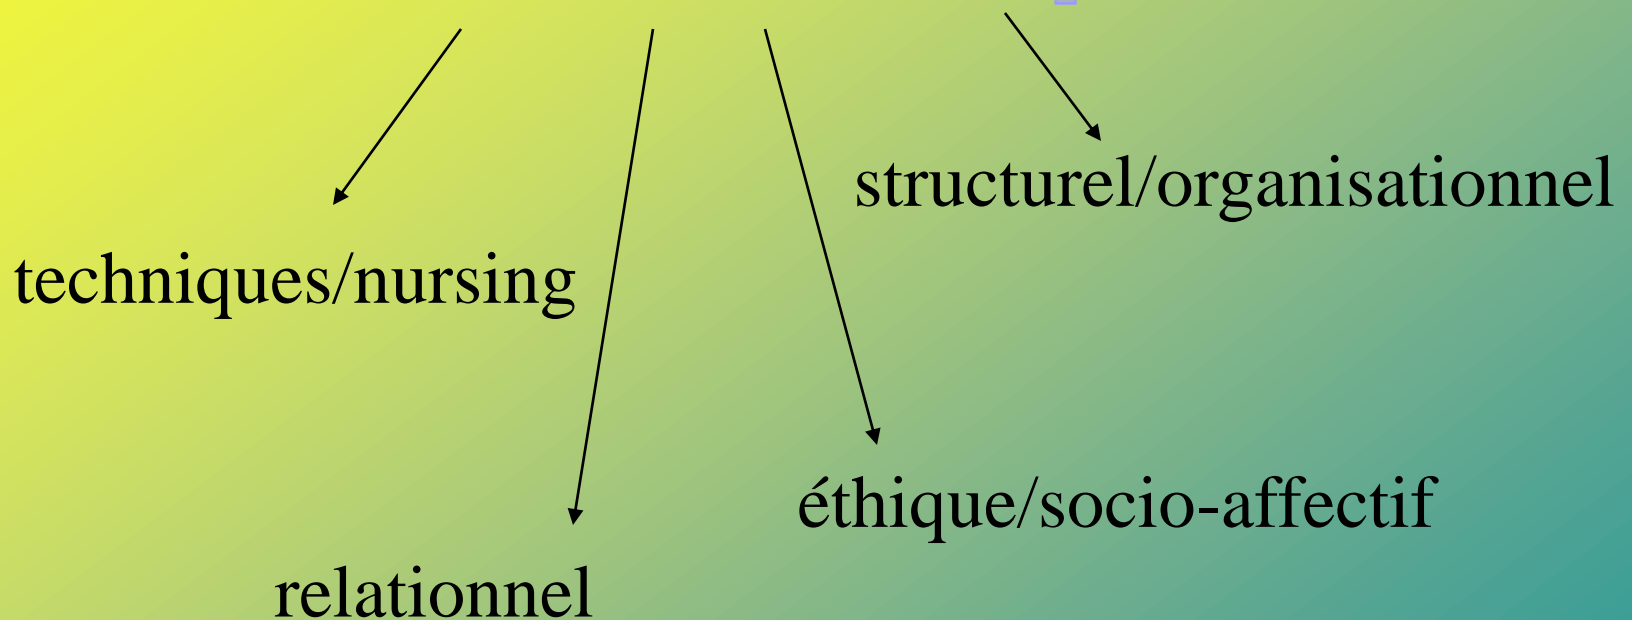 structurel/organisationnel
techniques/nursing
éthique/socio-affectif
relationnel